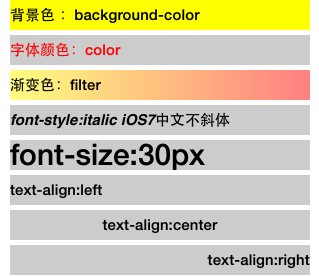 背景色：background-color
字体颜色：color
渐变色：filter
font-style:italic iOS7中文不斜体
font-size:30px
text-align:left
text-align:center
text-align:right